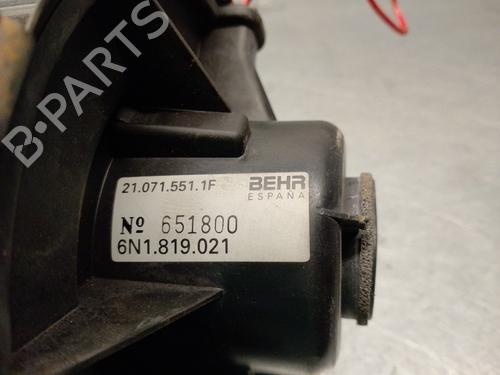 B-PARTS
21.071.551.1F BEHR
ESPAÑA
Nº 651800
6N1.819.021